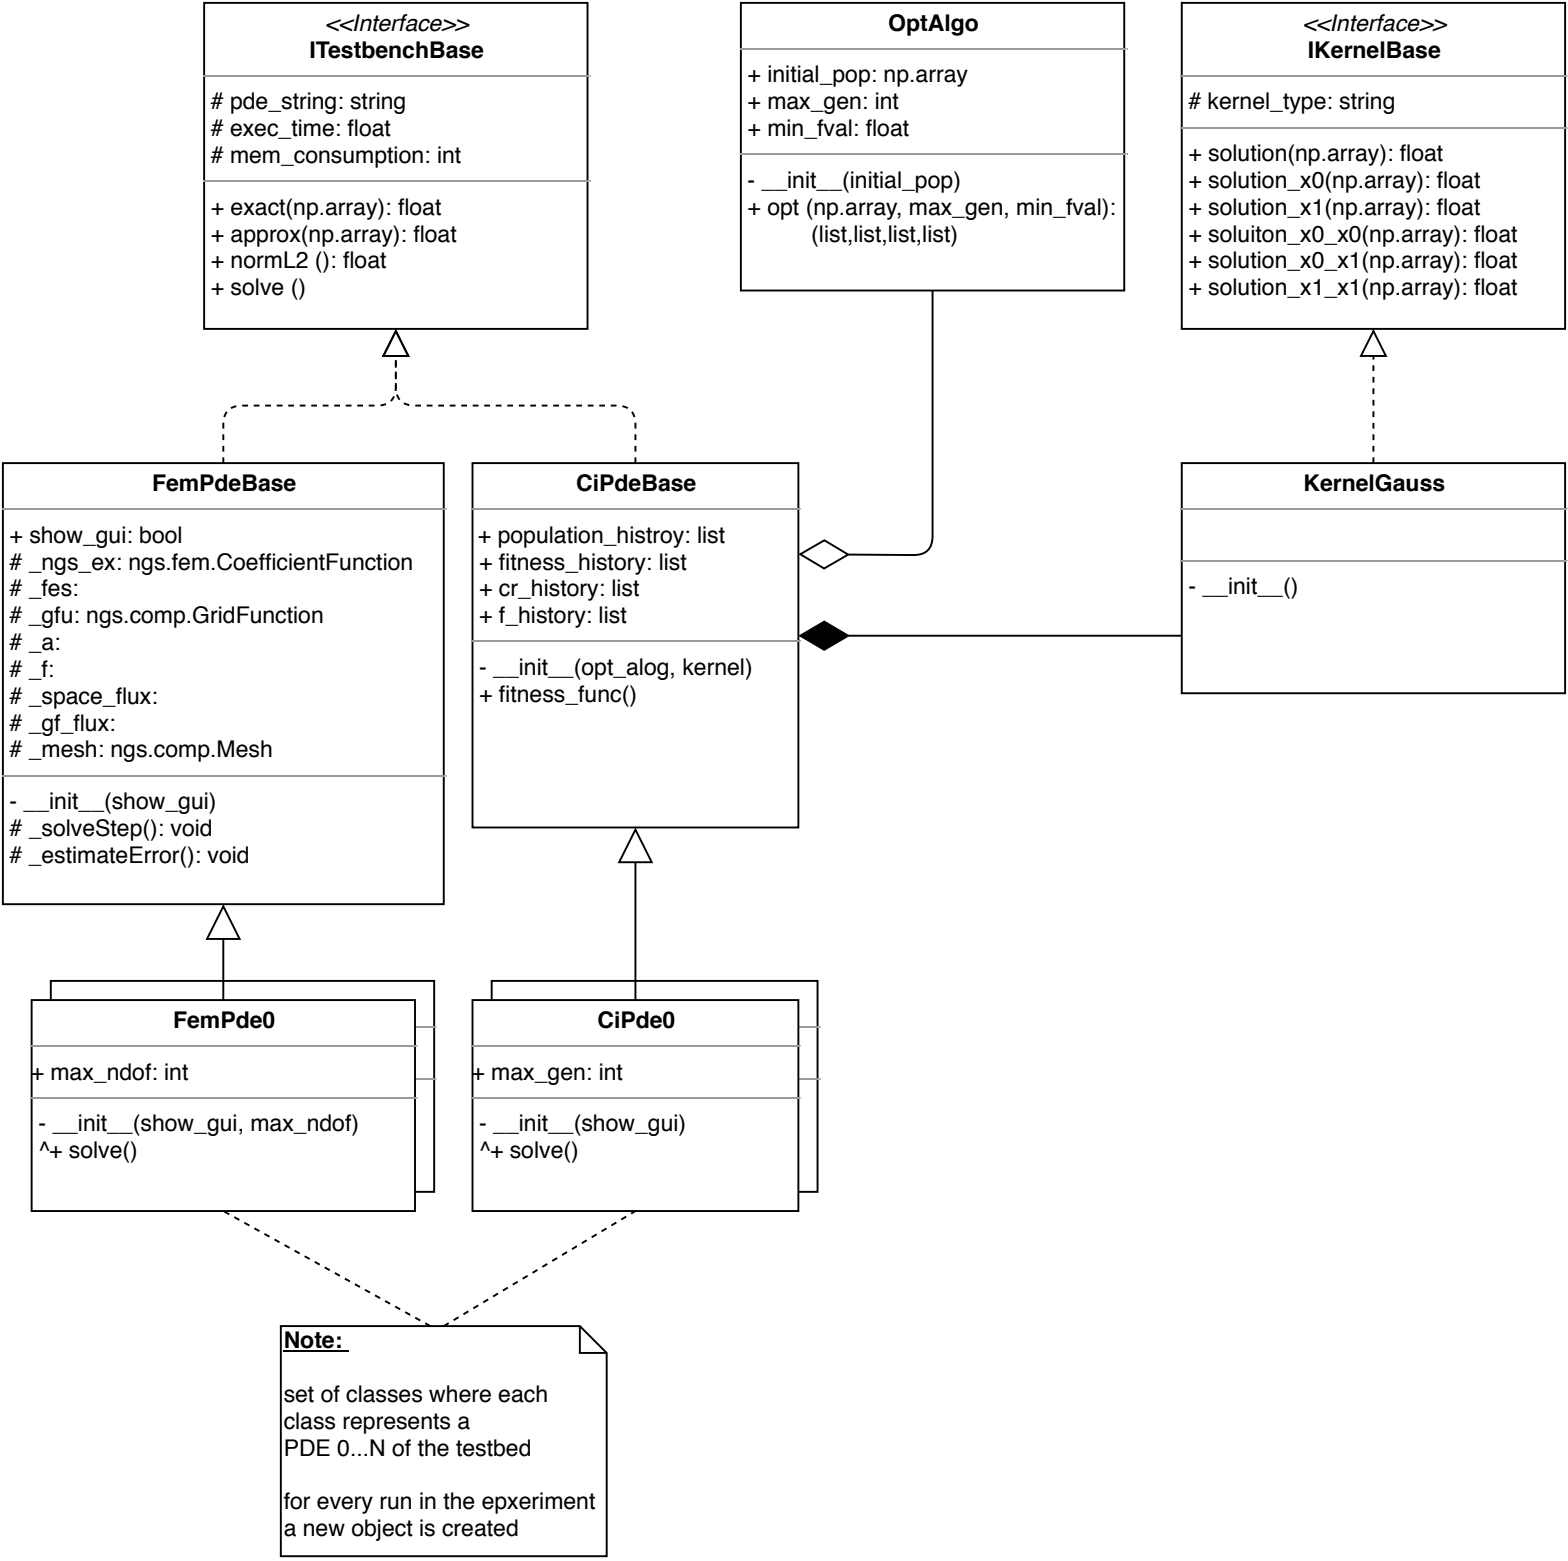 <<Interface>>
ITestbenchBase
# pde_string: string
# exec_time: float
# mem_consumption: int
+ exact(np.array): float
+ approx(np.array): float
+ normL2 (): float
+ solve ()
OptAlgo
+ initial_pop: np.array
+ max_gen: int
+ min_fval: float
- __init__(initial_pop)
+ opt (np.array, max_gen, min_fval):
(list,list,list,list)
<<Interface>>
IKernelBase
# kernel_type: string
+ solution(np.array): float
+ solution_x0(np.array): float
+ solution_x1(np.array): float
+ soluiton_x0_x0(np.array): float
+ solution_x0_x1(np.array): float
+ solution_x1_x1(np.array): float
FemPdeBase
+ show_gui: bool
# _ngs_ex: ngs.fem.CoefficientFunction
# _fes:
# _gfu: ngs.comp.GridFunction
# _a:
# _f:
# _space_flux:
# _gf_flux:
# _mesh: ngs.comp.Mesh
- __init__(show_gui)
# _solveStep(): void
# _estimateError(): void
CiPdeBase
+ population_histroy: list
+ fitness_history: list
+ cr_history: list
+ f_history: list
- __init__(opt_alog, kernel)
+ fitness_func()
KernelGauss
- __init__()
FemPde0
+ max_ndof: int
- __init__(show_gui, max_ndof)
^+ solve()
CiPde0
+ max_gen: int
- __init__(show_gui)
^+ solve()
Note:
set of classes where each
class represents a
PDE 0...N of the testbed
for every run in the epxeriment
a new object is created